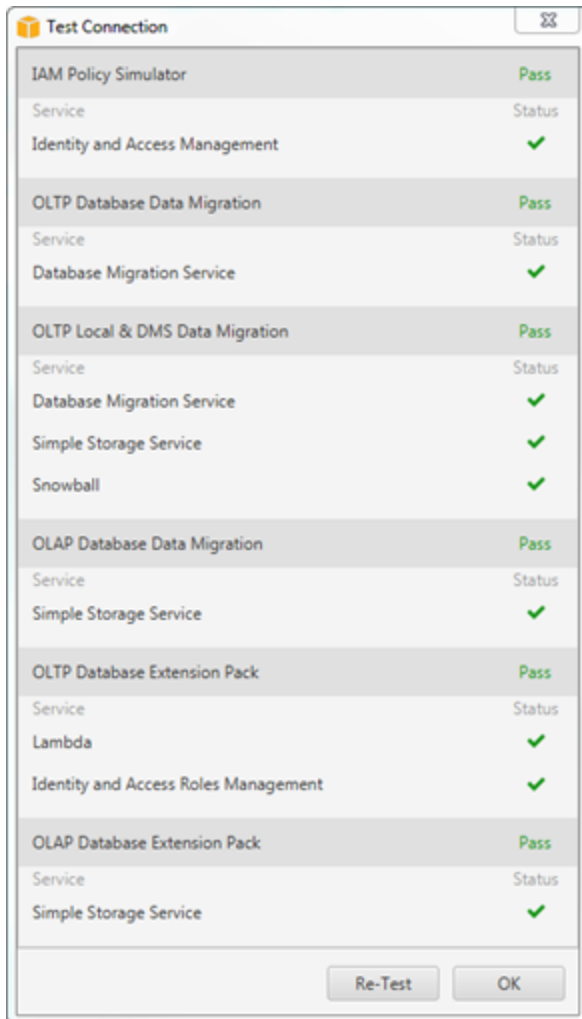 Test Connection
IAM Policy Simulator Pass
Service Status
Identity and Access Management
OLTP Database Data Migration Pass
Service Status
Database Migration Service
OLTP Local & DMS Data Migration Pass
Service Status
Database Migration Service
Simple Storage Service
Snowball
OLAP Database Data Migration Pass
Service Status
Simple Storage Service
OLTP Database Extension Pack Pass
Service Status
Lambda
Identity and Access Roles Management
OLAP Database Extension Pack Pass
Service Status
Simple Storage Service
Re-Test OK